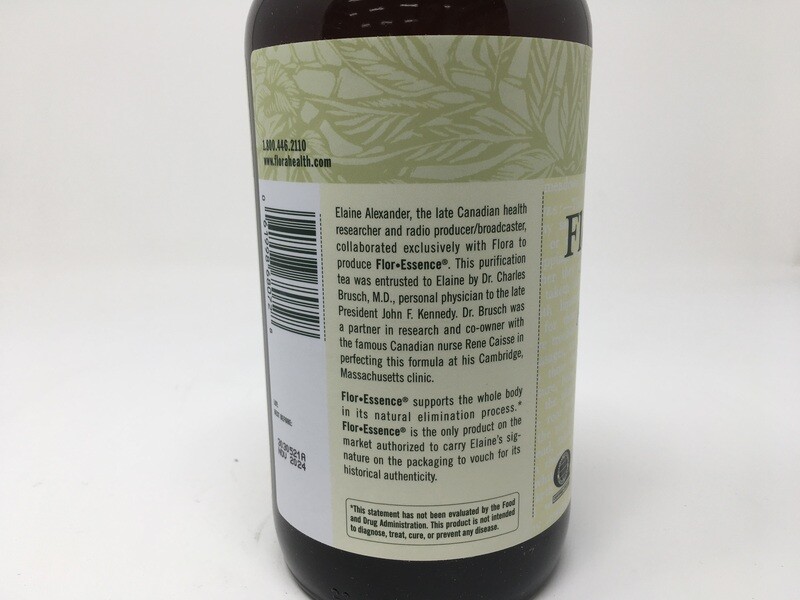 1.800.446.2110
www.florahealth.com
Elaine Alexander, the late Canadian health
researcher and radio producer/broadcaster,
collaborated exclusively with Flora to
produce Flor•Essence®. This purification
tea was entrusted to Elaine by Dr. Charles
Brusch, M.D., personal physician to the late
President John F. Kennedy. Dr. Brusch was
a partner in research and co-owner with
the famous Canadian nurse Rene Caisse in
perfecting this formula at his Cambridge,
Massachusetts clinic.
Flor•Essence® supports the whole body
in its natural elimination process.*
Flor•Essence® is the only product on the
market authorized to carry Elaine's sig-
nature on the packaging to vouch for its
historical authenticity.
*This statement has not been evaluated by the Food
and Drug Administration. This product is not intended
to diagnose, treat, cure, or prevent any disease.
NOV 2024
Fl